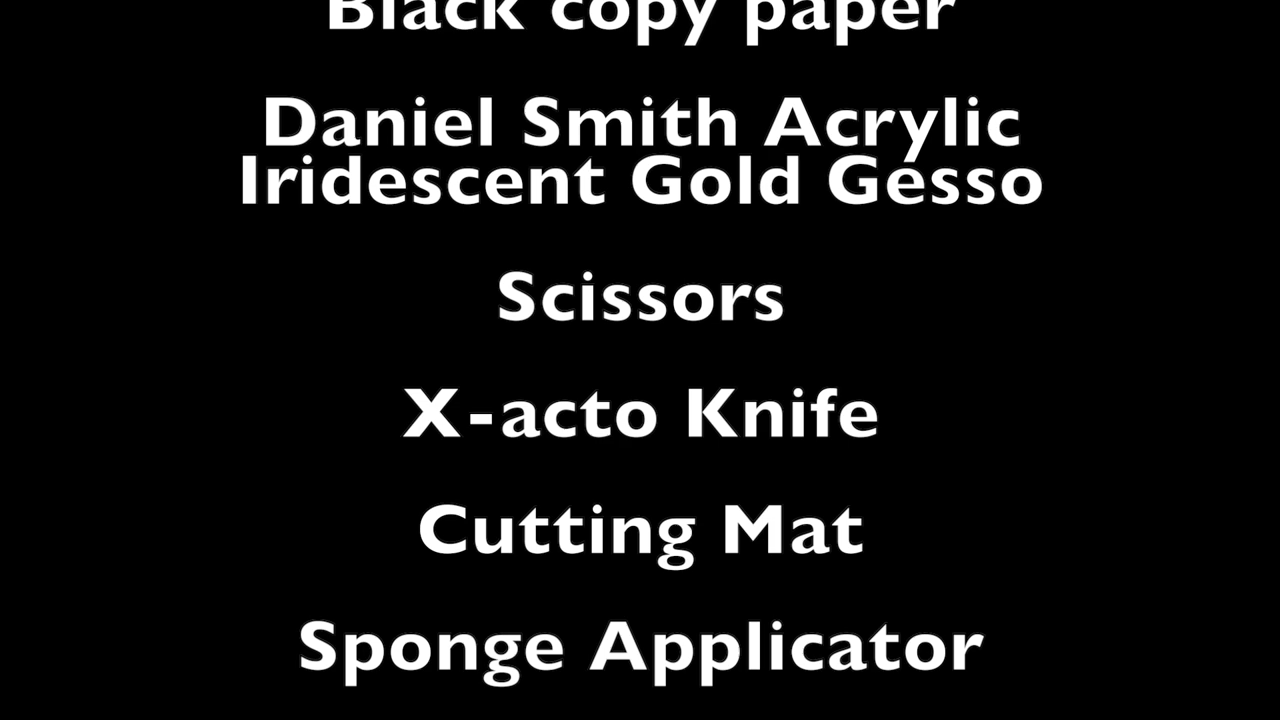 Black copy paper
Daniel Smith Acrylic
Iridescent Gold Gesso
Scissors
X-acto Knife
Cutting Mat
Sponge Applicator